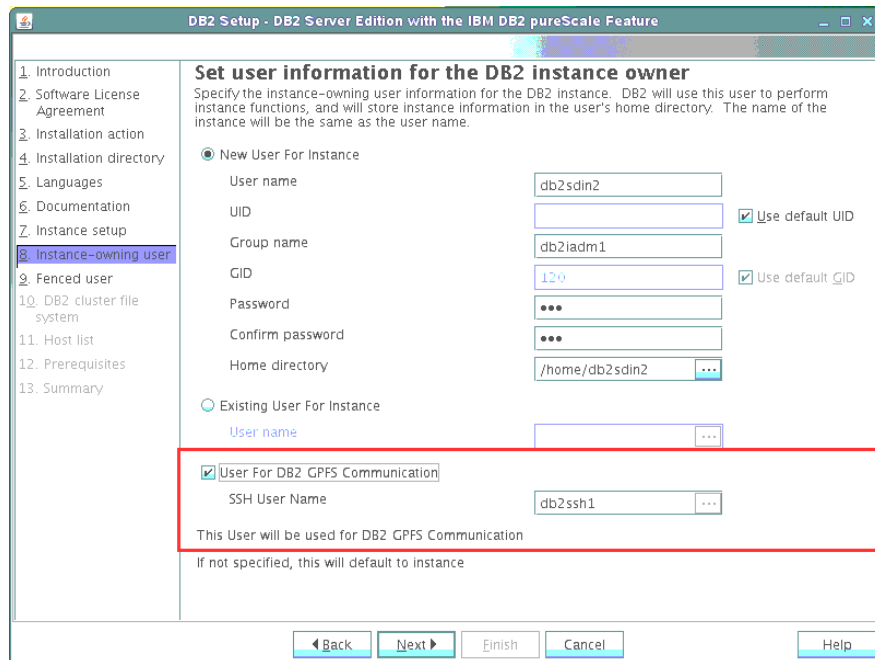 DB2 Setup - DB2 Server Edition with the IBM DB2 pureScale Feature
1. Introduction
2. Software License
Agreement
3. Installation action
4. Installation directory
5. Languages
6. Documentation
7. Instance setup
8. Instance-owning user
9. Fenced user
10. DB2 cluster file
system
11. Host list
12. Prerequisites
13. Summary
Set user information for the DB2 instance owner
Specify the instance-owning user information for the DB2 instance. DB2 will use this user to perform
instance functions, and will store instance information in the user's home directory. The name of the
instance will be the same as the user name.
New User For Instance
User name db2sdin2
UID Use default UID
Group name db2iadm1
GID 120 Use default GID
Password •••
Confirm password •••
Home directory /home/db2sdin2 ...
Existing User For Instance
User name ...
User For DB2 GPFS Communication
SSH User Name db2ssh1 ...
This User will be used for DB2 GPFS Communication
If not specified, this will default to instance
Back Next Finish Cancel Help